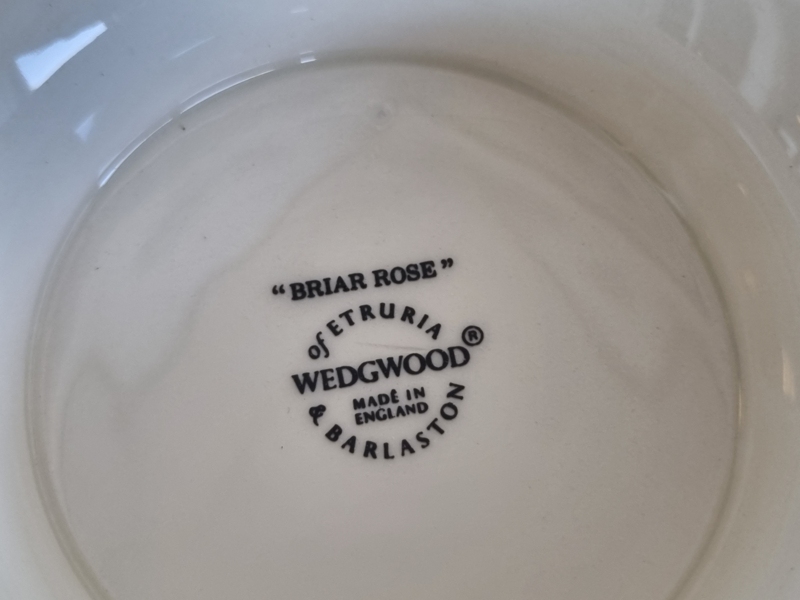 "BRIAR ROSE"
of ETRURIA
WEDGWOOD®
MADE IN
ENGLAND
& BARLASTON